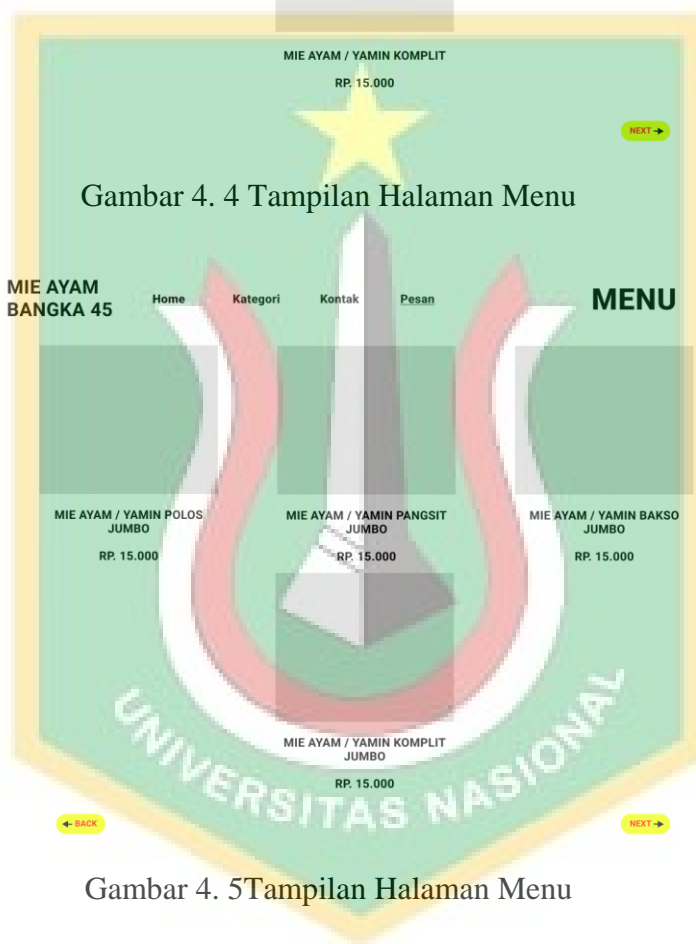 MIE AYAM / YAMIN KOMPLIT
RP. 15.000
NEXT
Gambar 4. 4 Tampilan Halaman Menu
MIE AYAM
BANGKA 45
Home Kategori Kontak Pesan
MENU
MIE AYAM / YAMIN POLOS
JUMBO
RP. 15.000
MIE AYAM / YAMIN PANGSIT
JUMBO
RP. 15.000
MIE AYAM / YAMIN BAKSO
JUMBO
RP. 15.000
MIE AYAM / YAMIN KOMPLIT
JUMBO
RP. 15.000
UNIVERSITAS NASIONAL
BACK
NEXT
Gambar 4. 5Tampilan Halaman Menu